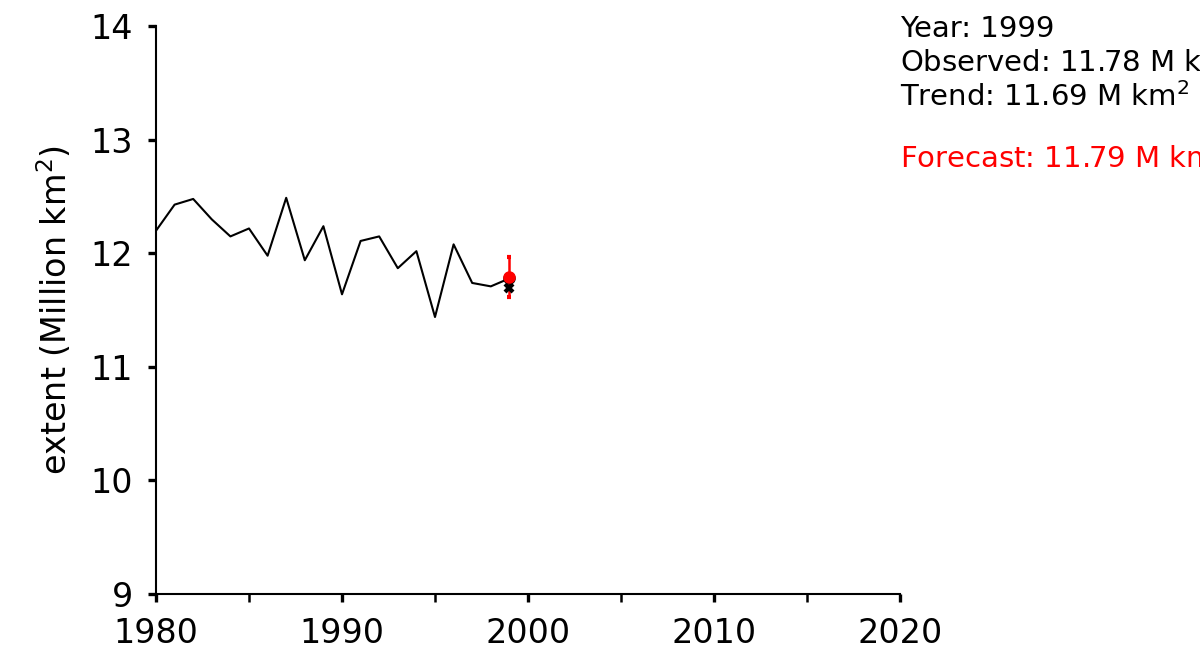 14
13
12
11
10
9
extent (Million km²)
1980 1990 2000 2010 2020
Year: 1999
Observed: 11.78 M k
Trend: 11.69 M km²
Forecast: 11.79 M km